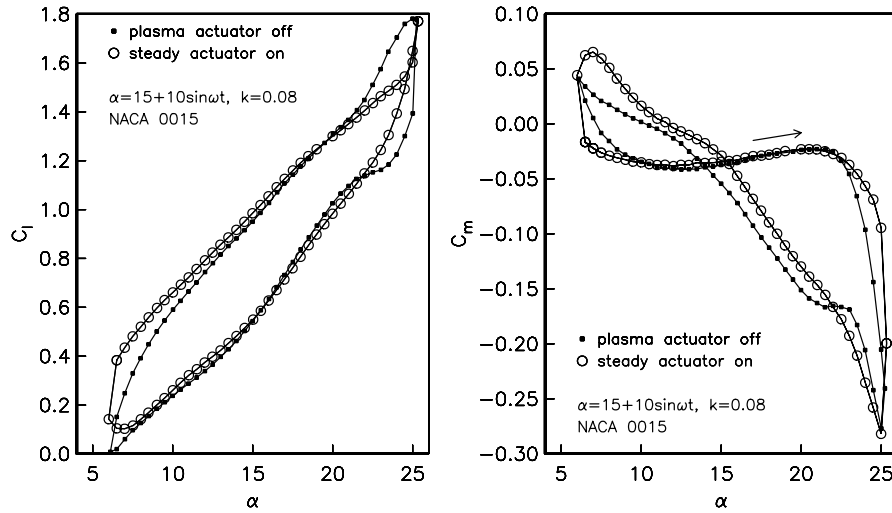 1.8
1.6
1.4
1.2
1.0
0.8
0.6
0.4
0.2
0.0
C_l
plasma actuator off
steady actuator on
α=15+10sinωt, k=0.08
NACA 0015
5 10 15 20 25
α
0.10
0.05
0.00
−0.05
−0.10
−0.15
−0.20
−0.25
−0.30
C_m
plasma actuator off
steady actuator on
α=15+10sinωt, k=0.08
NACA 0015
5 10 15 20 25
α